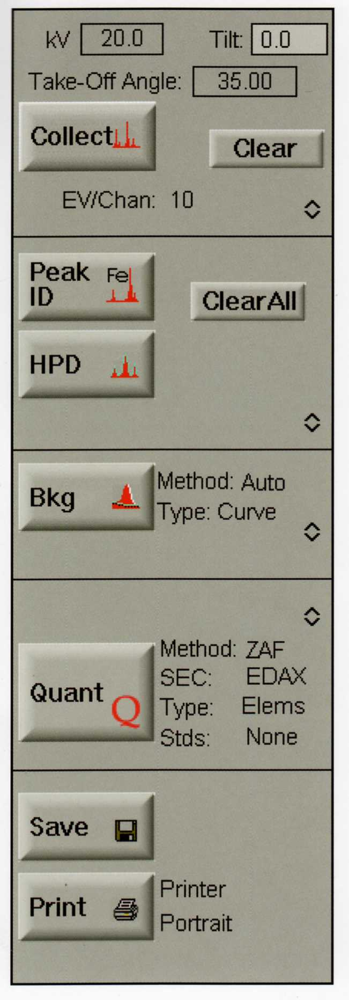 kV 20.0 Tilt: 0.0
Take-Off Angle: 35.00
Collect Clear
EV/Chan: 10
Peak ID Fe ClearAll
HPD
Bkg Method: Auto
Type: Curve
Quant Q
Method: ZAF
SEC: EDAX
Type: Elems
Stds: None
Save
Print Printer
Portrait